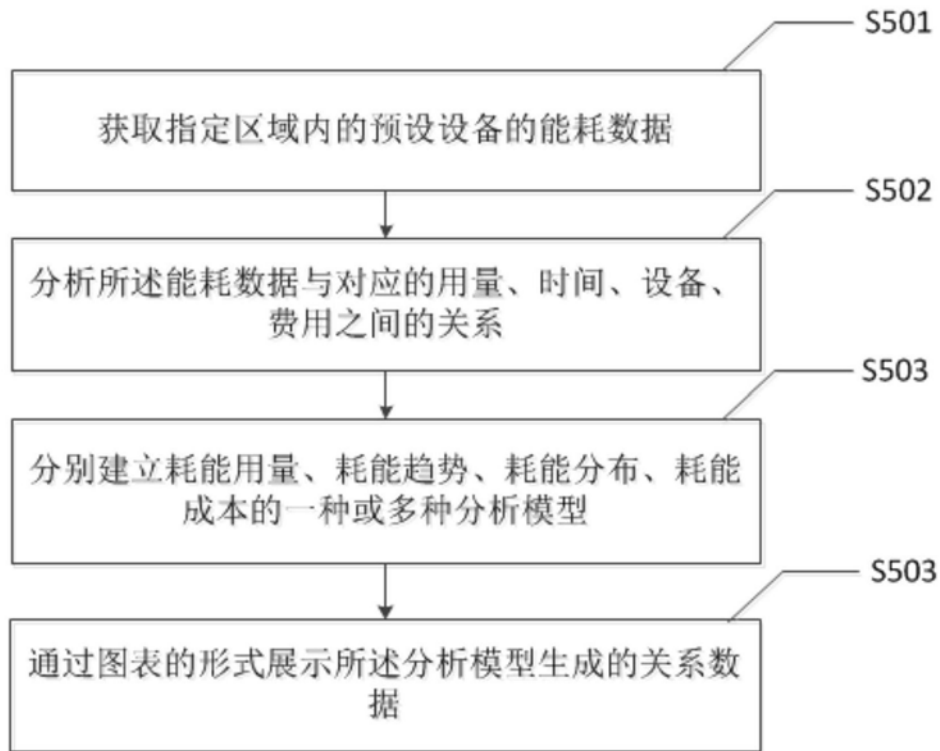 S501
获取指定区域内的预设设备的能耗数据
S502
分析所述能耗数据与对应的用量、时间、设备、
费用之间的关系
S503
分别建立耗能用量、耗能趋势、耗能分布、耗能
成本的一种或多种分析模型
S503
通过图表的形式展示所述分析模型生成的关系数
据